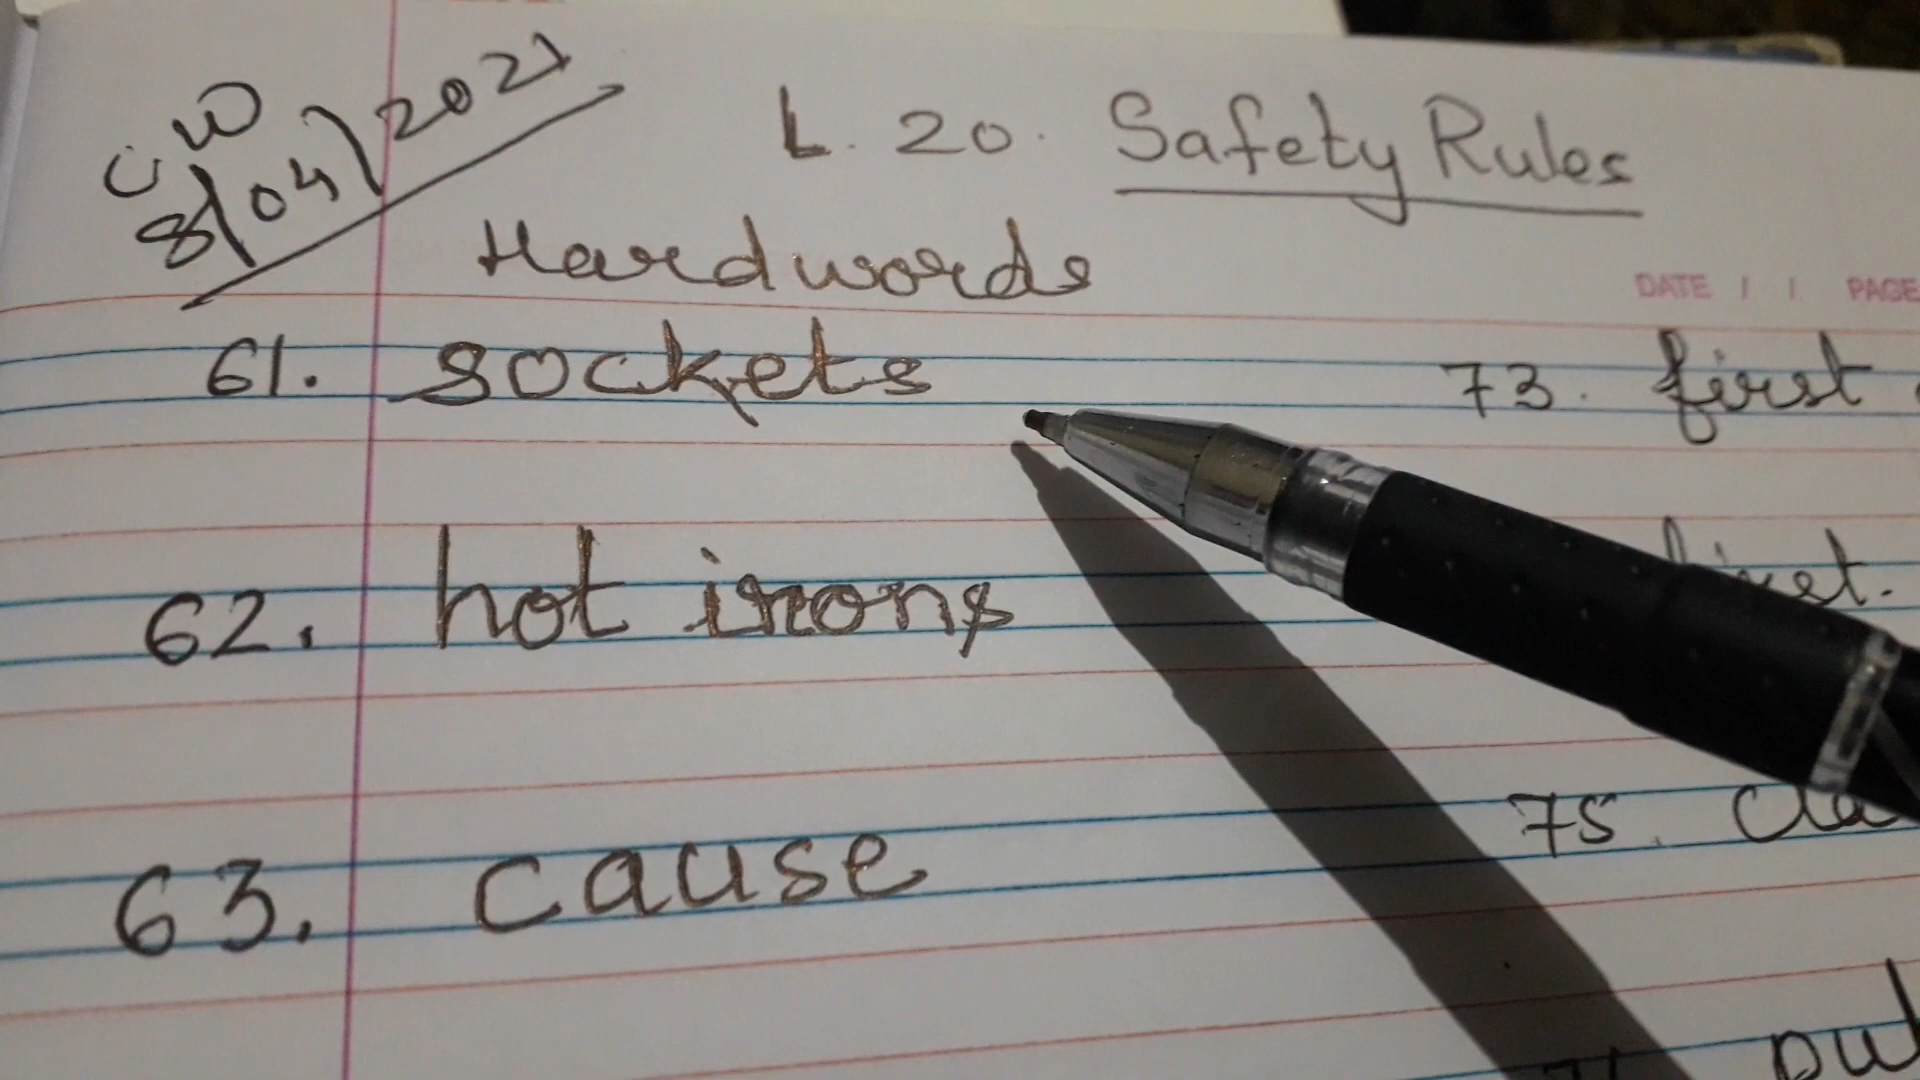 CW
8/04/2021
L. 20. Safety Rules
Hardwords
DATE / / PAGE
61. sockets
73. first
62. hot irons
63. cause
75.